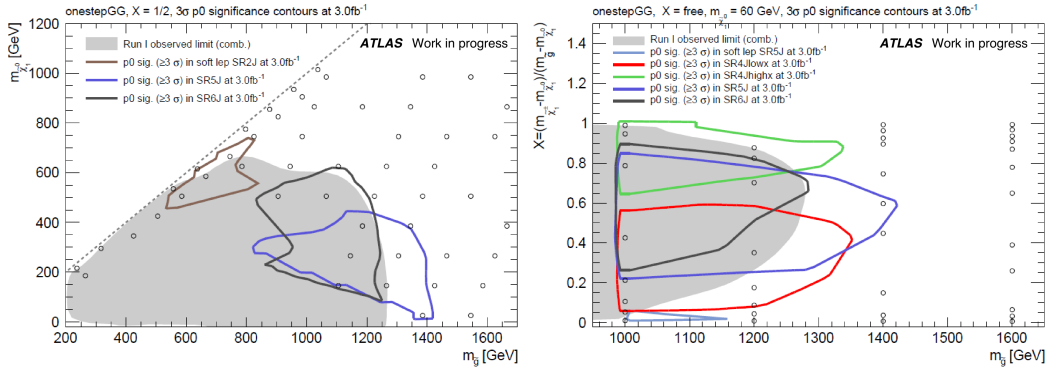 onestepGG, X = 1/2, 3σ p0 significance contours at 3.0fb⁻¹
m_χ̃₁⁰ [GeV]
1200
1000
800
600
400
200
0
ATLAS Work in progress
Run I observed limit (comb.)
p0 sig. (≥3 σ) in soft lep SR2J at 3.0fb⁻¹
p0 sig. (≥3 σ) in SR5J at 3.0fb⁻¹
p0 sig. (≥3 σ) in SR6J at 3.0fb⁻¹
200 400 600 800 1000 1200 1400 1600
m_g̃ [GeV]
onestepGG, X = free, m_χ̃₁⁰ = 60 GeV, 3σ p0 significance contours at 3.0fb⁻¹
X=(m_χ̃₁±-m_χ̃₁⁰)/(m_g̃-m_χ̃₁⁰)
1.4
1.2
1
0.8
0.6
0.4
0.2
0
ATLAS Work in progress
Run I observed limit (comb.)
p0 sig. (≥3 σ) in soft lep SR5J at 3.0fb⁻¹
p0 sig. (≥3 σ) in SR4Jlowx at 3.0fb⁻¹
p0 sig. (≥3 σ) in SR4Jhighx at 3.0fb⁻¹
p0 sig. (≥3 σ) in SR5J at 3.0fb⁻¹
p0 sig. (≥3 σ) in SR6J at 3.0fb⁻¹
1000 1100 1200 1300 1400 1500 1600
m_g̃ [GeV]